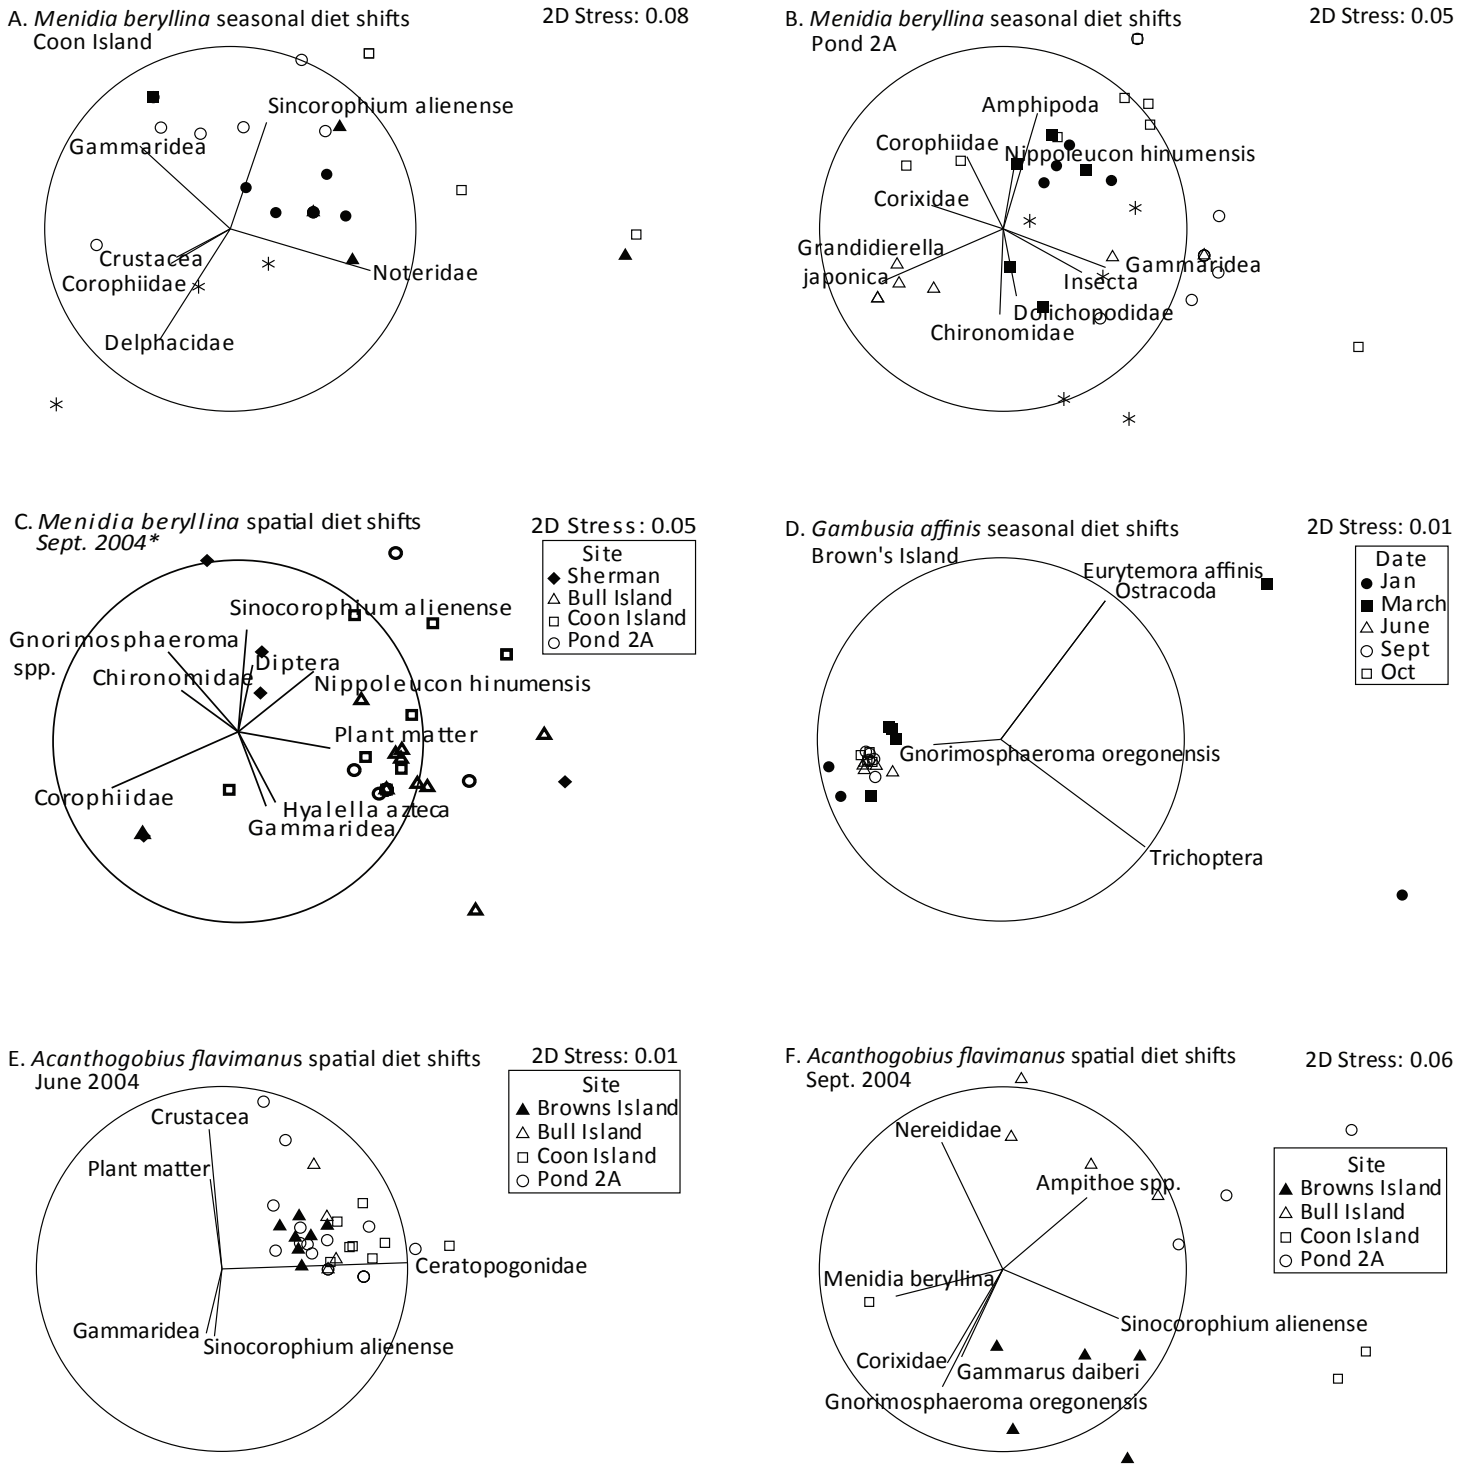 A. Menidia beryllina seasonal diet shifts
Coon Island
2D Stress: 0.08
Sincorophium alienense
Gammaridea
Crustacea
Corophiidae
Noteridae
Delphacidae
B. Menidia beryllina seasonal diet shifts
Pond 2A
2D Stress: 0.05
Amphipoda
Corophiidae
Nippoleucon hinumensis
Corixidae
Grandidierella
japonica
Gammaridea
Insecta
Dolichopodidae
Chironomidae
C. Menidia beryllina spatial diet shifts
Sept. 2004*
2D Stress: 0.05
Site
Sherman
Bull Island
Coon Island
Pond 2A
Sinocorophium alienense
Gnorimosphaeroma
spp.
Diptera
Chironomidae
Nippoleucon hinumensis
Plant matter
Corophiidae
Hyalella azteca
Gammaridea
D. Gambusia affinis seasonal diet shifts
Brown's Island
2D Stress: 0.01
Date
Jan
March
June
Sept
Oct
Eurytemora affinis
Ostracoda
Gnorimosphaeroma oregonensis
Trichoptera
E. Acanthogobius flavimanus spatial diet shifts
June 2004
2D Stress: 0.01
Site
Browns Island
Bull Island
Coon Island
Pond 2A
Crustacea
Plant matter
Ceratopogonidae
Gammaridea
Sinocorophium alienense
F. Acanthogobius flavimanus spatial diet shifts
Sept. 2004
2D Stress: 0.06
Site
Browns Island
Bull Island
Coon Island
Pond 2A
Nereididae
Ampithoe spp.
Menidia beryllina
Sinocorophium alienense
Corixidae
Gammarus daiberi
Gnorimosphaeroma oregonensis